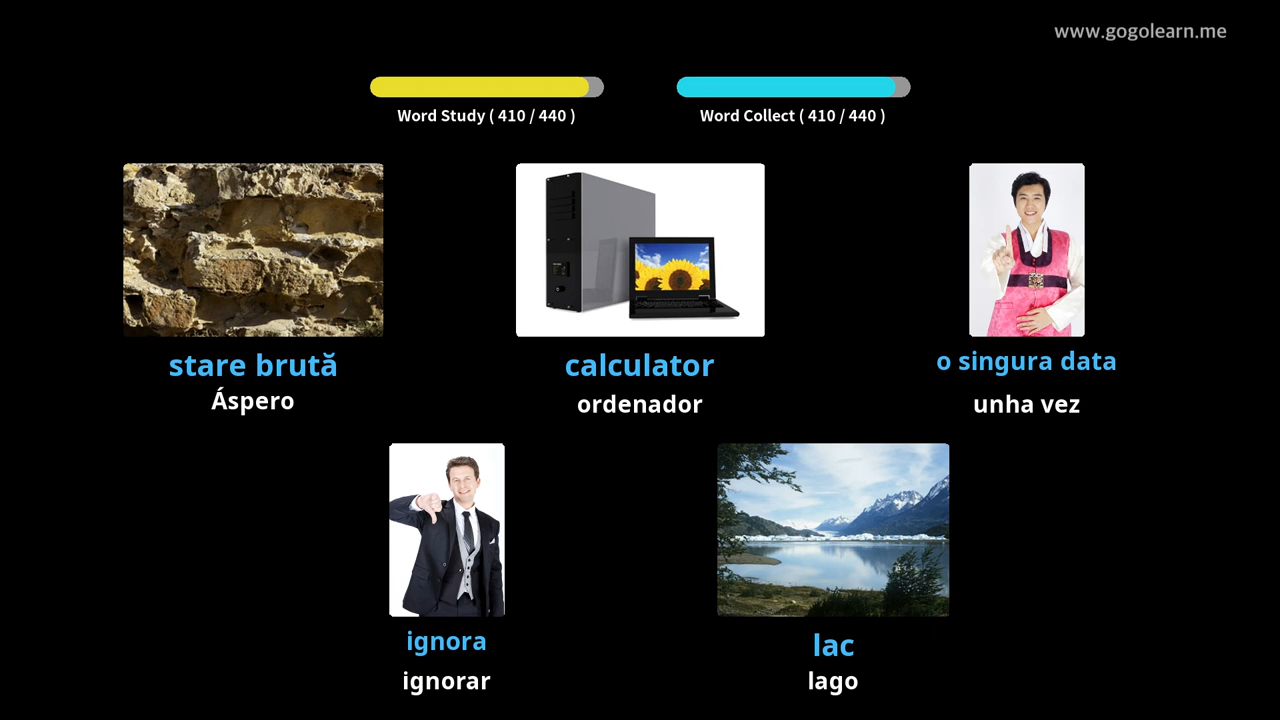 www.gogolearn.me
Word Study ( 410 / 440 )
Word Collect ( 410 / 440 )
stare brută
Áspero
calculator
ordenador
o singura data
unha vez
ignora
ignorar
lac
lago